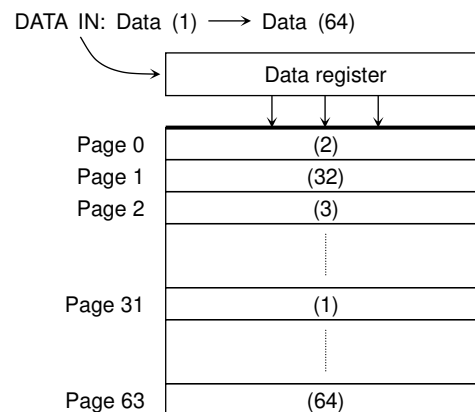 DATA IN: Data (1) → Data (64)
Data register
Page 0 (2)
Page 1 (32)
Page 2 (3)
Page 31 (1)
Page 63 (64)